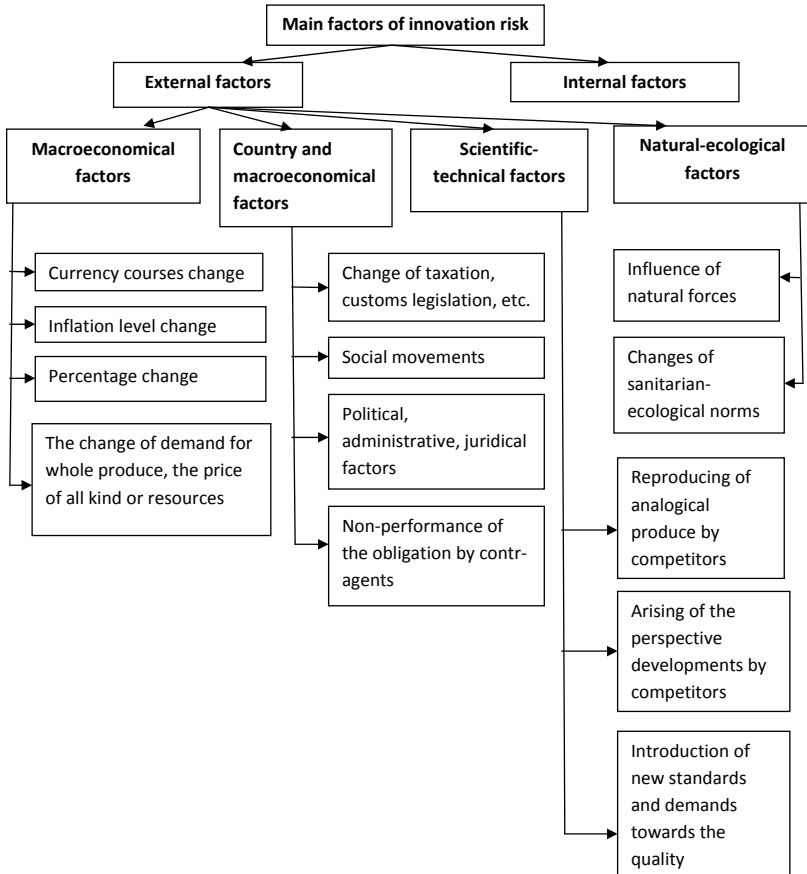 Main factors of innovation risk
External factors
Internal factors
Macroeconomical
factors
Country and
macroeconomical
factors
Scientific-
technical factors
Natural-ecological
factors
Currency courses change
Inflation level change
Percentage change
The change of demand for
whole produce, the price
of all kind or resources
Change of taxation,
customs legislation, etc.
Social movements
Political,
administrative, juridical
factors
Non-performance of
the obligation by contr-
agents
Influence of
natural forces
Changes of
sanitarian-
ecological norms
Reproducing of
analogical
produce by
competitors
Arising of the
perspective
developments by
competitors
Introduction of
new standards
and demands
towards the
quality